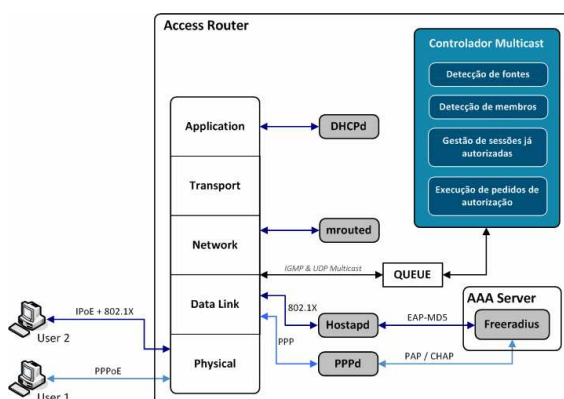 Access Router
Controlador Multicast
Detecção de fontes
Detecção de membros
Gestão de sessões já
autorizadas
Execução de pedidos de
autorização
Application
DHCPd
Transport
Network
mrouted
IGMP & UDP Multicast
QUEUE
Data Link
802.1X
Hostapd
EAP-MD5
AAA Server
Freeradius
PPP
PPPd
PAP / CHAP
Physical
IPoE + 802.1X
User 2
PPPoE
User 1